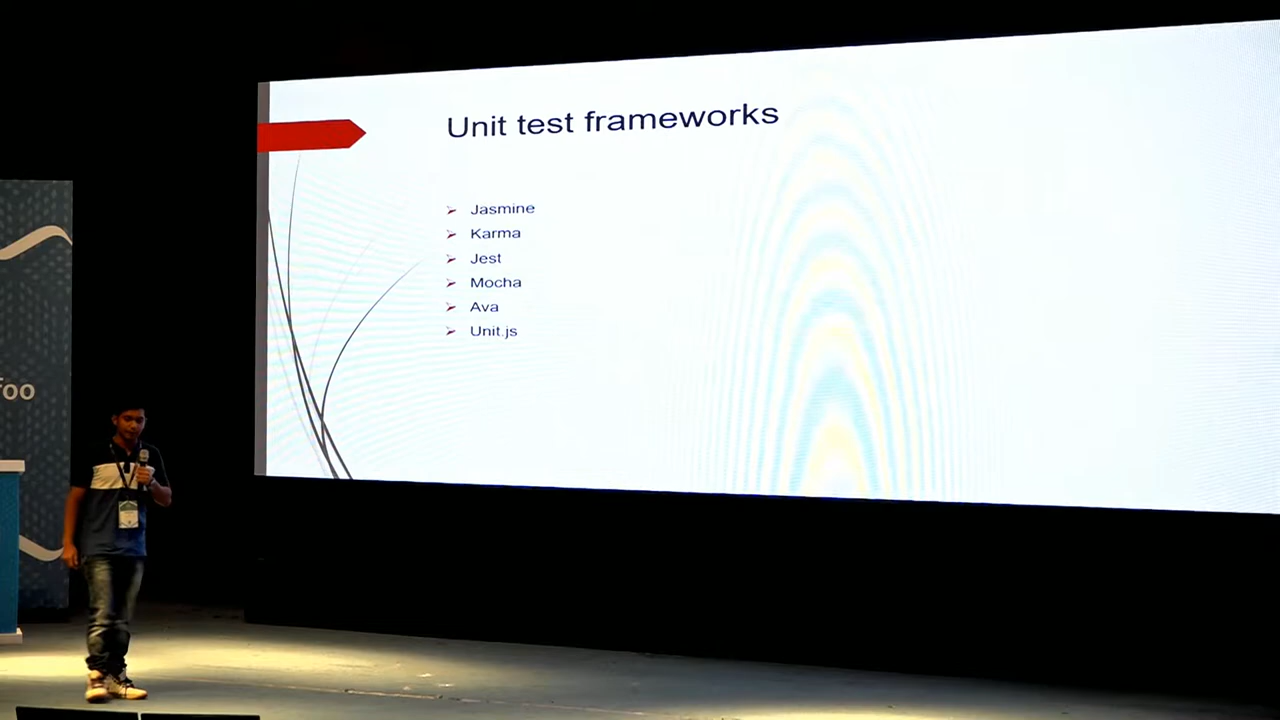 Unit test frameworks
Jasmine
Karma
Jest
Mocha
Ava
Unit.js
foo